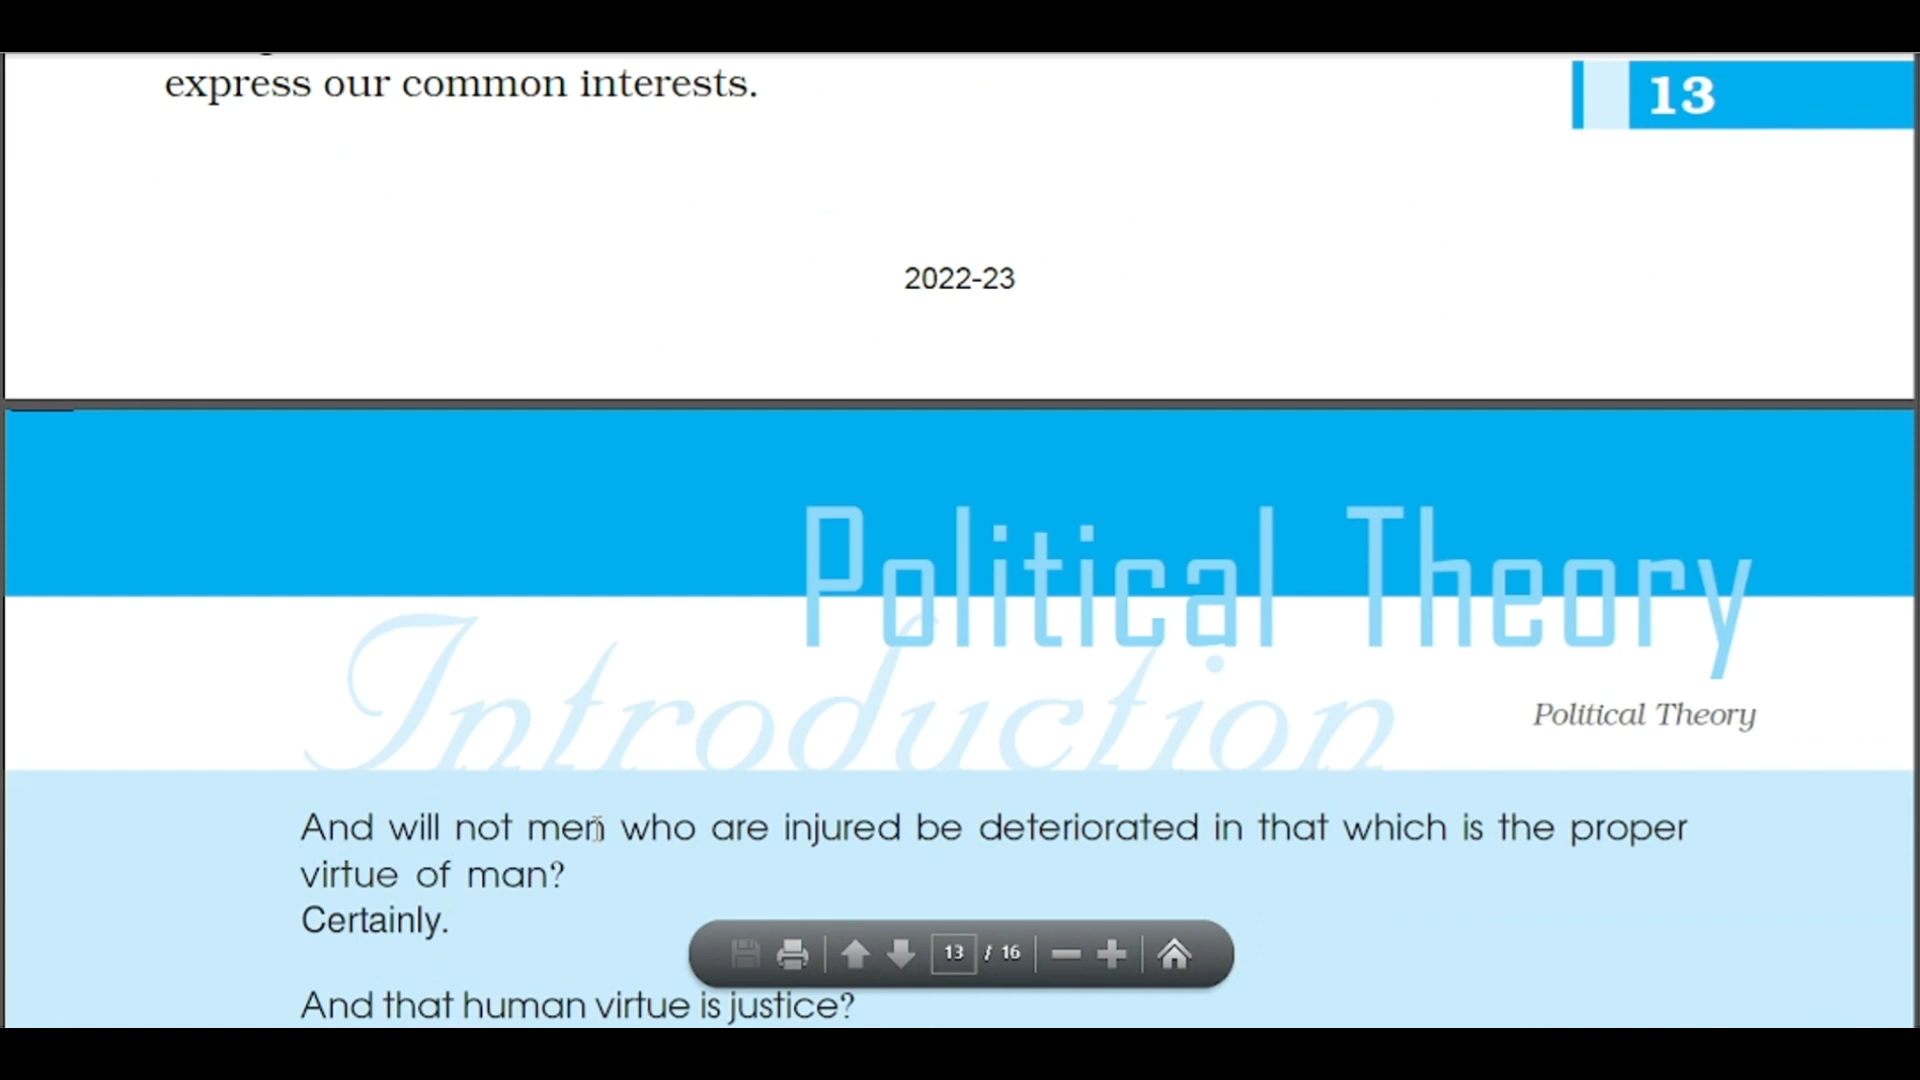 express our common interests.
13
2022-23
Political Theory
Introduction
Political Theory
And will not men who are injured be deteriorated in that which is the proper
virtue of man?
Certainly.
13 / 16
And that human virtue is justice?